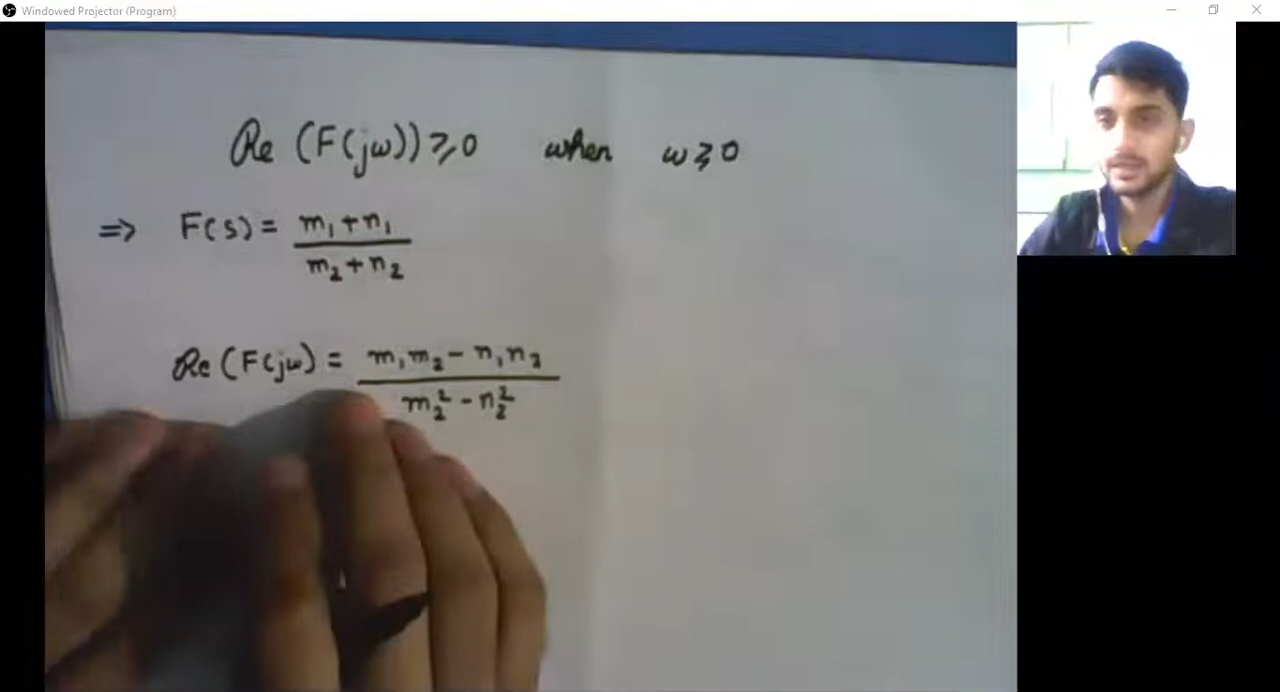 Windowed Projector (Program)
Re (F(jω)) ≥ 0 when ω ≥ 0
⇒ F(s) = (m₁ + n₁) / (m₂ + n₂)
Re (F(jω) = (m₁m₂ - n₁n₂) / (m₂² - n₂²)